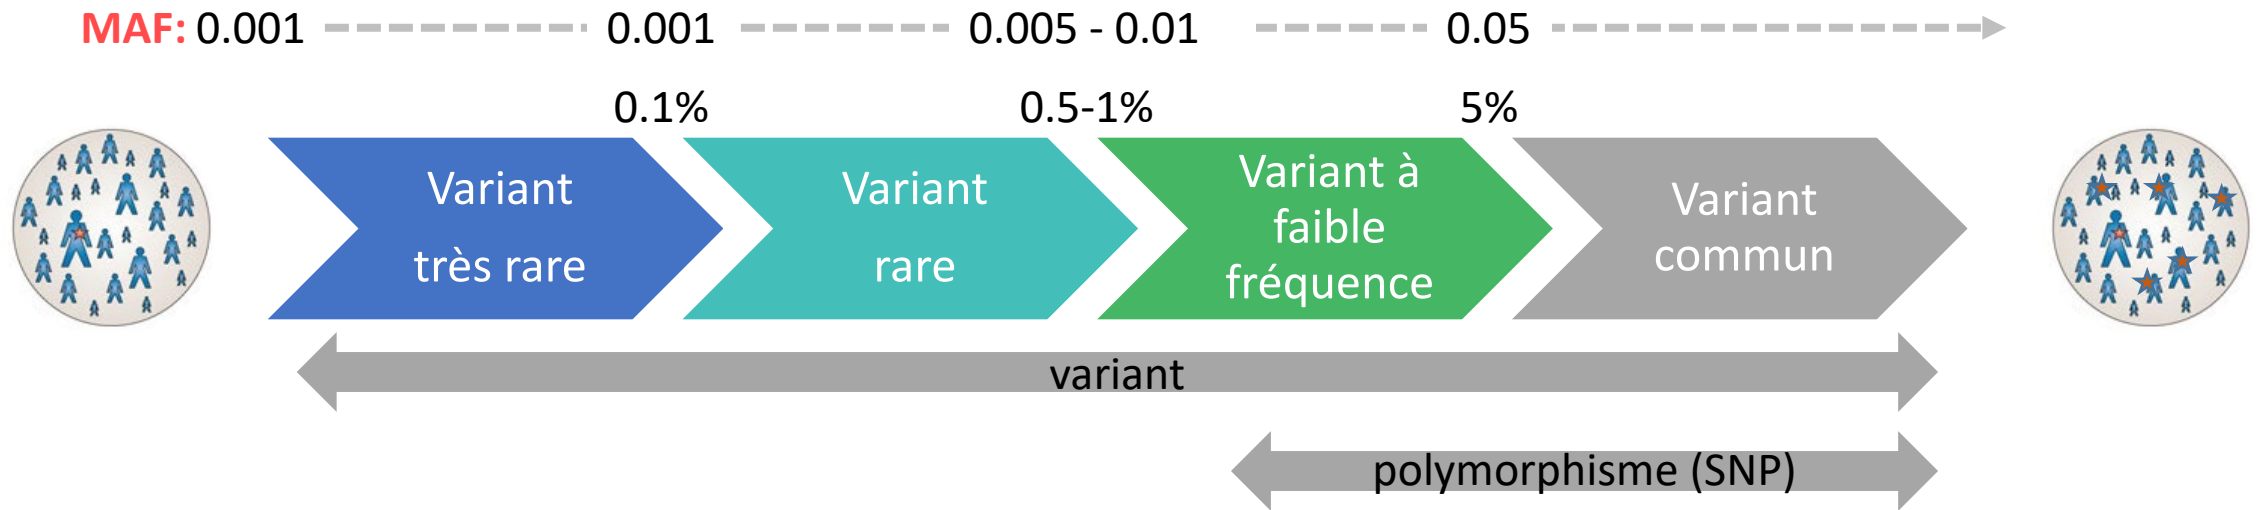 MAF: 0.001 0.001 0.005 - 0.01 0.05
0.1% 0.5-1% 5%
Variant
très rare
Variant
rare
Variant à
faible
fréquence
Variant
commun
variant
polymorphisme (SNP)